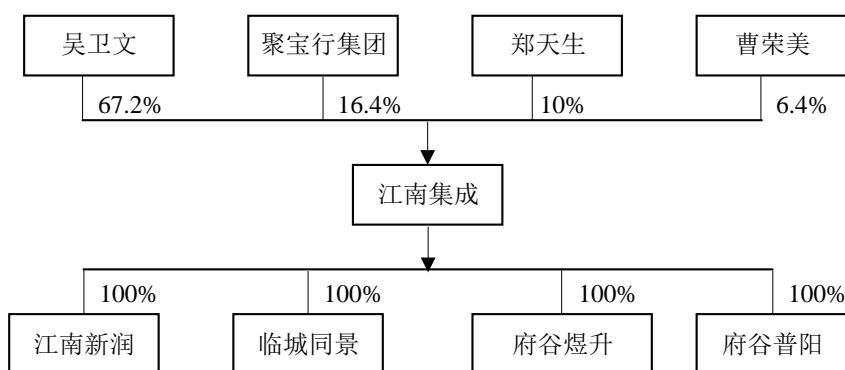 吴卫文 聚宝行集团 郑天生 曹荣美
67.2% 16.4% 10% 6.4%
江南集成
100% 100% 100% 100%
江南新润 临城同景 府谷煜升 府谷普阳